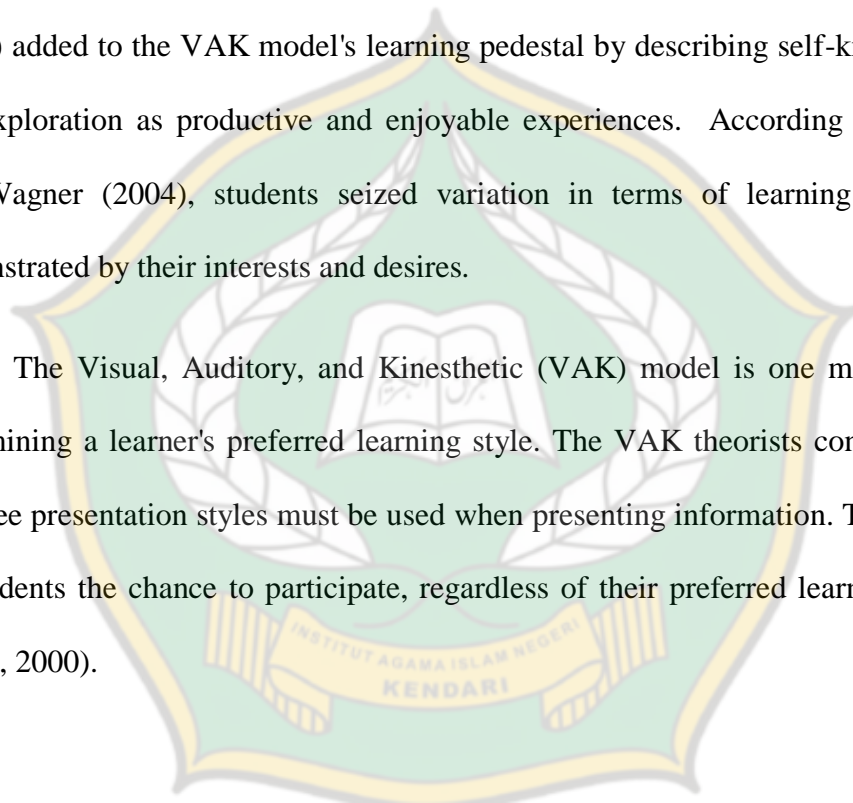 ) added to the VAK model's learning pedestal by describing self-k
xploration as productive and enjoyable experiences. According
Wagner (2004), students seized variation in terms of learning
nstrated by their interests and desires.
The Visual, Auditory, and Kinesthetic (VAK) model is one m
mining a learner's preferred learning style. The VAK theorists con
ee presentation styles must be used when presenting information. T
dents the chance to participate, regardless of their preferred learn
, 2000).
INSTITUT AGAMA ISLAM NEGERI
KENDARI